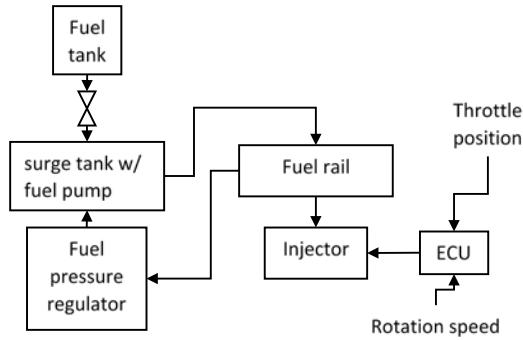 Fuel
tank
Throttle
position
surge tank w/
fuel pump
Fuel rail
Fuel
pressure
regulator
Injector
ECU
Rotation speed